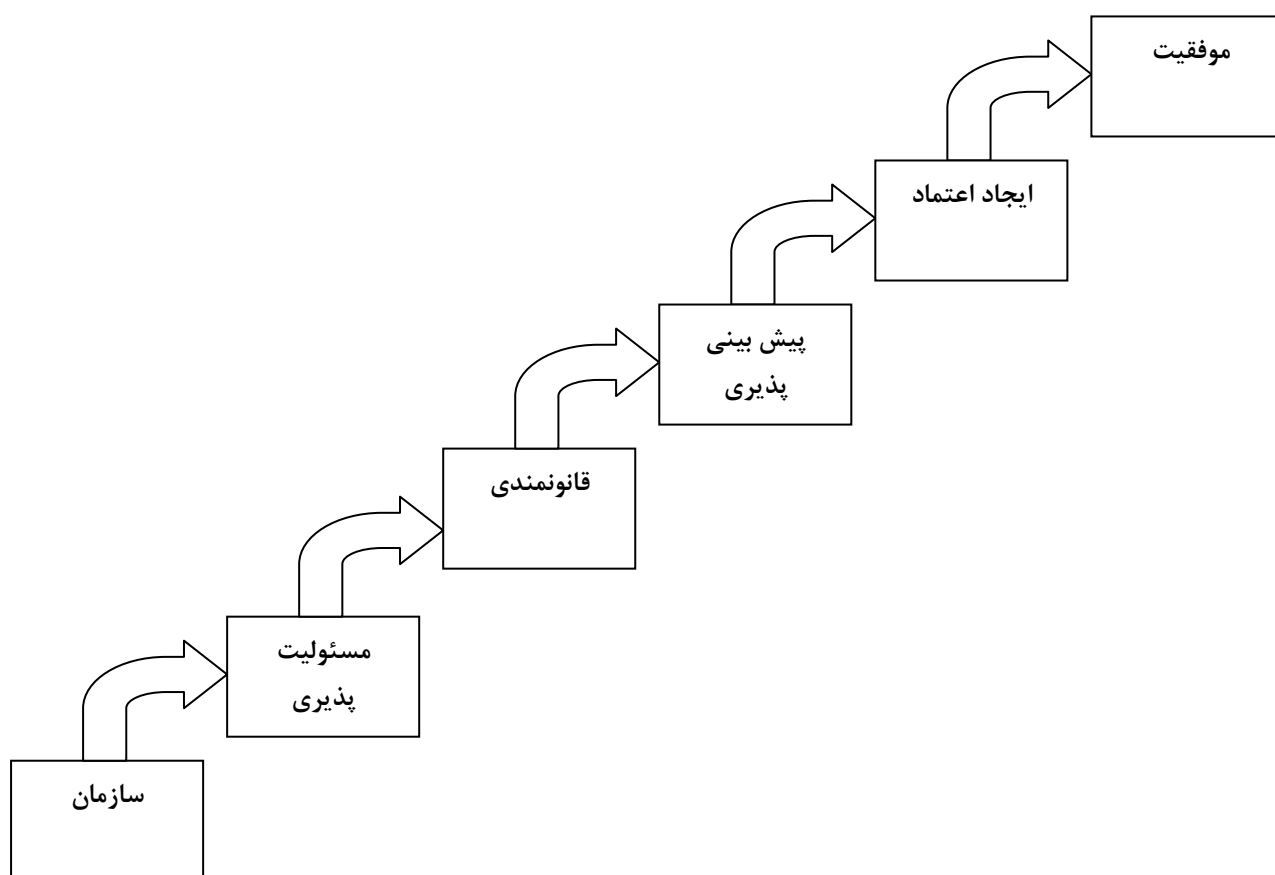 موفقیت
ایجاد اعتماد
پیش بینی
پذیری
قانونمندی
مسئولیت
پذیری
سازمان